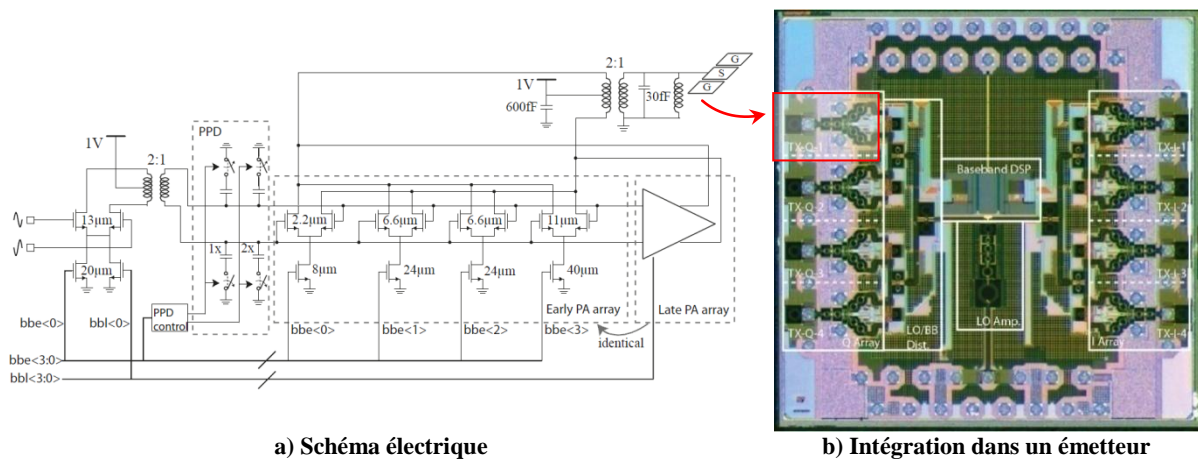 G
S
G
2:1
1V
600fF
30fF
PPD
1V
2:1
13µm
2.2µm
6.6µm
6.6µm
11µm
1x
2x
20µm
8µm
24µm
24µm
40µm
PPD
control
bbe<0>
bbl<0>
bbe<0>
bbe<1>
bbe<2>
bbe<3>
Early PA array
Late PA array
identical
bbe<3:0>
bbl<3:0>
a) Schéma électrique
TX-Q-1
TX-I-1
Baseband DSP
TX-Q-2
TX-I-2
TX-Q-3
TX-I-3
TX-Q-4
TX-I-4
Q Array
LO/BB
Dist.
LO Amp.
I Array
b) Intégration dans un émetteur